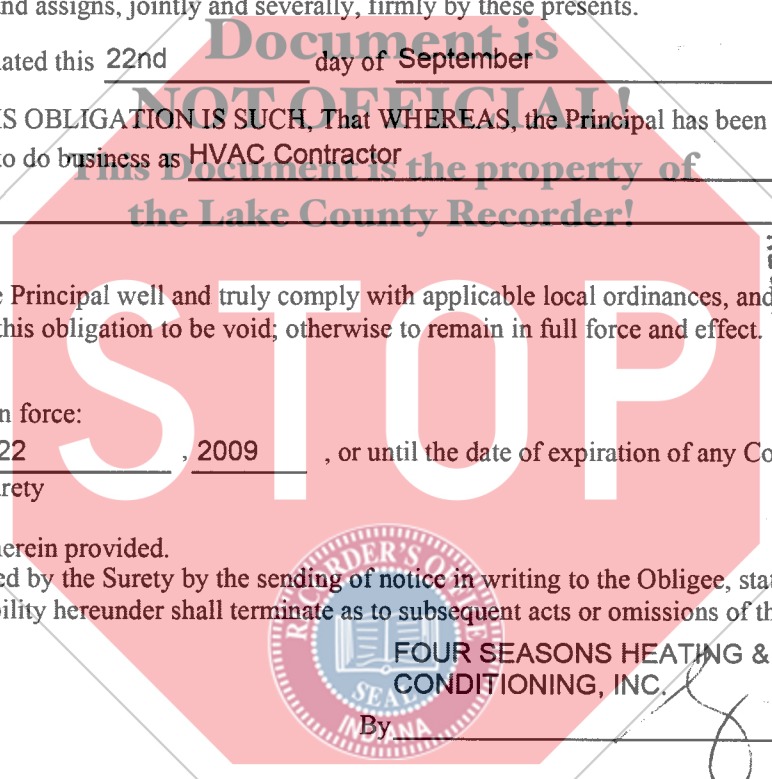 nd assigns, jointly and severally, firmly by these presents.
Document is
ated this 22nd day of September
NOT OFFICIAL!
IS OBLIGATION IS SUCH, That WHEREAS, the Principal has been
to do business as HVAC Contractor
This Document is the property of
the Lake County Recorder!
STOP
e Principal well and truly comply with applicable local ordinances, and
this obligation to be void; otherwise to remain in full force and effect.
n force:
22 , 2009 , or until the date of expiration of any Co
rety
erein provided.
ed by the Surety by the sending of notice in writing to the Obligee, stat
bility hereunder shall terminate as to subsequent acts or omissions of th
RECORDER'S OFFICE
SEAL
INDIANA
FOUR SEASONS HEATING &
CONDITIONING, INC.
By